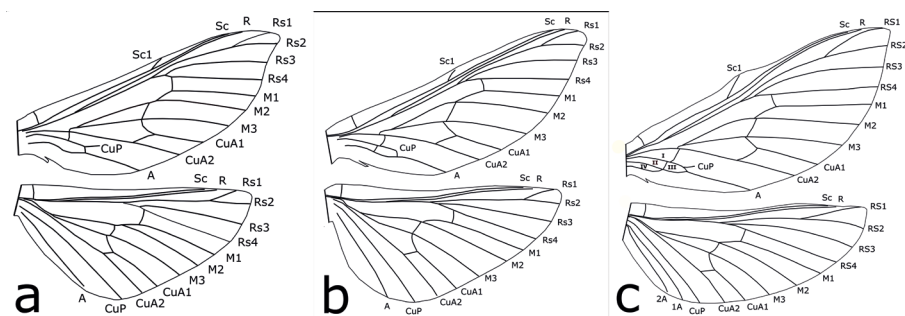 Sc R Rs1
Rs2
Rs3
Rs4
M1
M2
M3
CuA1
CuA2
A
CuP
Sc1
Sc R Rs1
Rs2
Rs3
Rs4
M1
M2
M3
CuA1
CuA2
CuP
A
a
Sc R Rs1
Rs2
Rs3
Rs4
M1
M2
M3
CuA1
CuA2
A
CuP
Sc1
Sc R Rs1
Rs2
Rs3
Rs4
M1
M2
M3
CuA1
CuA2
CuP
A
b
Sc R RS1
RS2
RS3
RS4
M1
M2
M3
CuA1
CuA2
A
CuP
Sc1
I
II
III
IV
Sc R RS1
RS2
RS3
RS4
M1
M2
M3
CuA1
CuA2
CuP
1A
2A
c